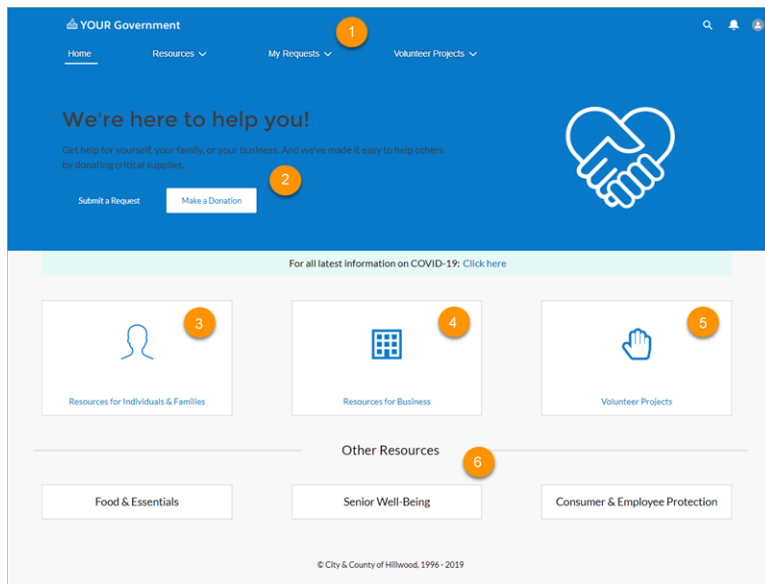 YOUR Government
1
Home Resources My Requests Volunteer Projects
We're here to help you!
Get help for yourself, your family, or your business. And we've made it easy to help others
by donating critical supplies.
2
Submit a Request Make a Donation
For all latest information on COVID-19: Click here
3 4 5
Resources for Individuals & Families Resources for Business Volunteer Projects
Other Resources
6
Food & Essentials Senior Well-Being Consumer & Employee Protection
© City & County of Hillwood, 1996 - 2019